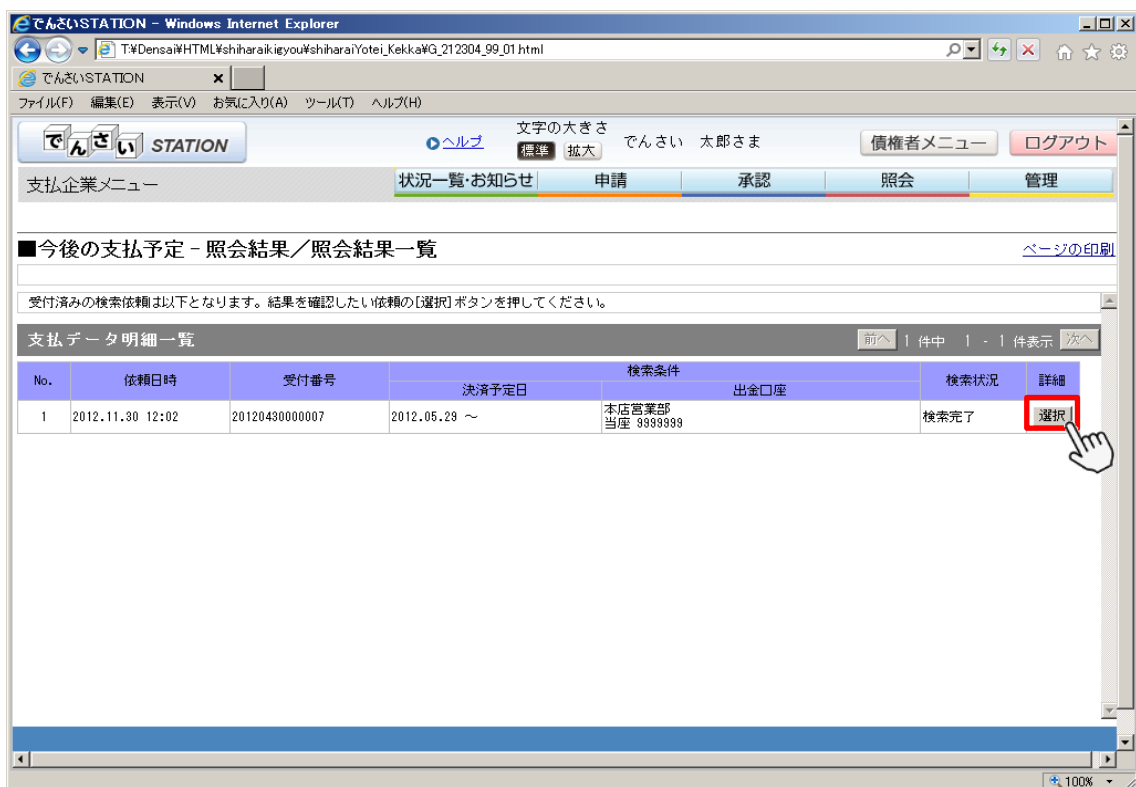 でんさいSTATION - Windows Internet Explorer
T:¥Densai¥HTML¥shiharaikigyou¥shiharaiYotei_Kekka¥G_212304_99_01.html
でんさいSTATION
ファイル(F) 編集(E) 表示(V) お気に入り(A) ツール(T) ヘルプ(H)
でんさい STATION
ヘルプ
文字の大きさ
標準 拡大
でんさい 太郎さま
債権者メニュー
ログアウト
支払企業メニュー
状況一覧・お知らせ 申請 承認 照会 管理
■今後の支払予定－照会結果／照会結果一覧
ページの印刷
受付済みの検索依頼は以下となります。結果を確認したい依頼の[選択]ボタンを押してください。
支払データ明細一覧
前へ 1 件中 1 - 1 件表示 次へ
No. 依頼日時 受付番号 検索条件 検索状況 詳細
決済予定日 出金口座
1 2012.11.30 12:02 20120430000007 2012.05.29 ～ 本店営業部 検索完了 選択
当座 9999999
100%